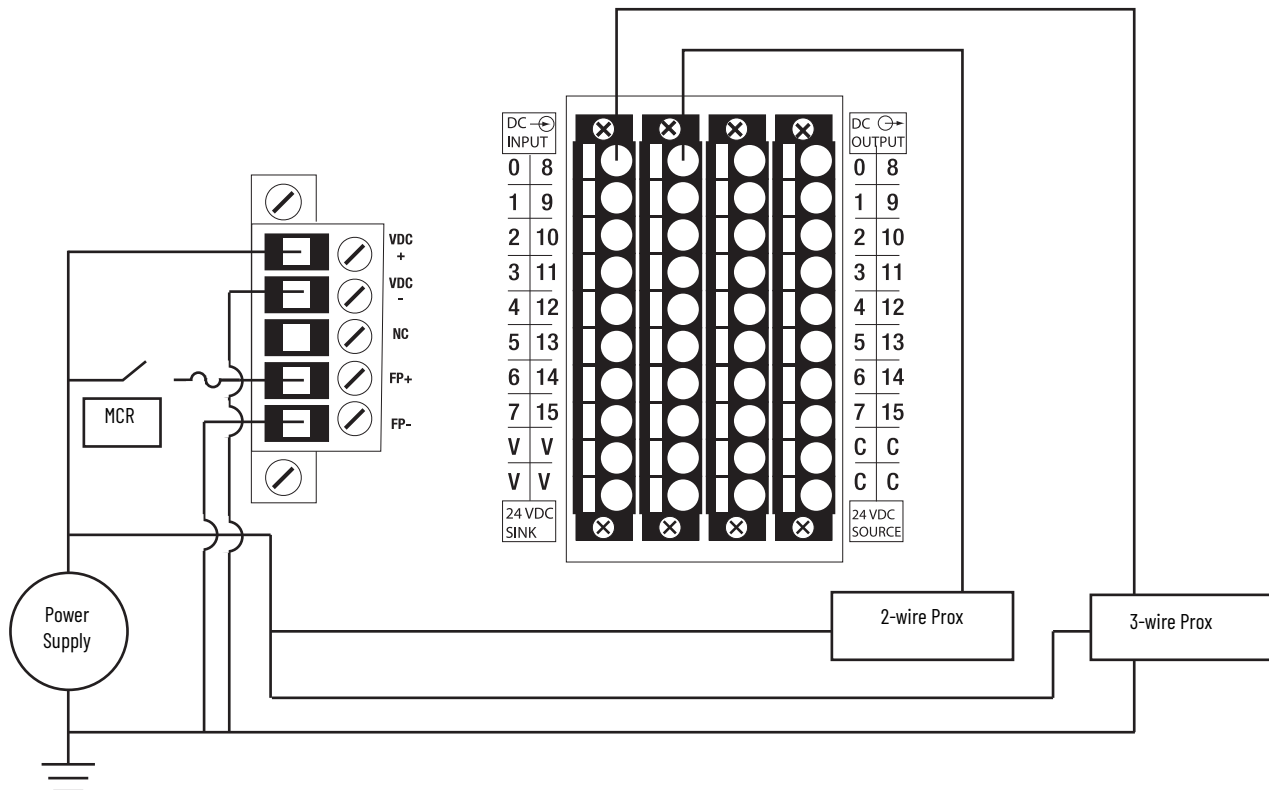 DC
INPUT
0 8
1 9
2 10
3 11
4 12
5 13
6 14
7 15
V V
V V
24 VDC
SINK
DC
OUTPUT
0 8
1 9
2 10
3 11
4 12
5 13
6 14
7 15
C C
C C
24 VDC
SOURCE
VDC
+
VDC
-
NC
FP+
FP-
MCR
Power
Supply
2-wire Prox
3-wire Prox